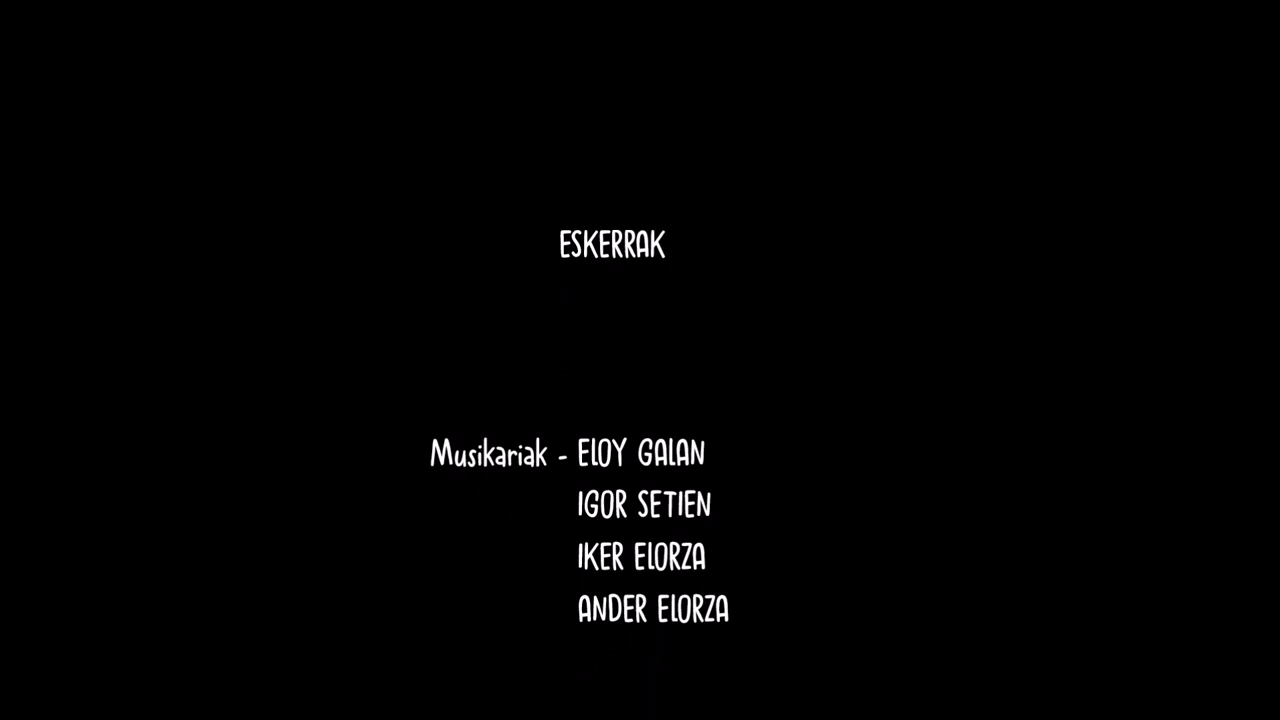 ESKERRAK
Musikariak - ELOY GALAN
IGOR SETIEN
IKER ELORZA
ANDER ELORZA